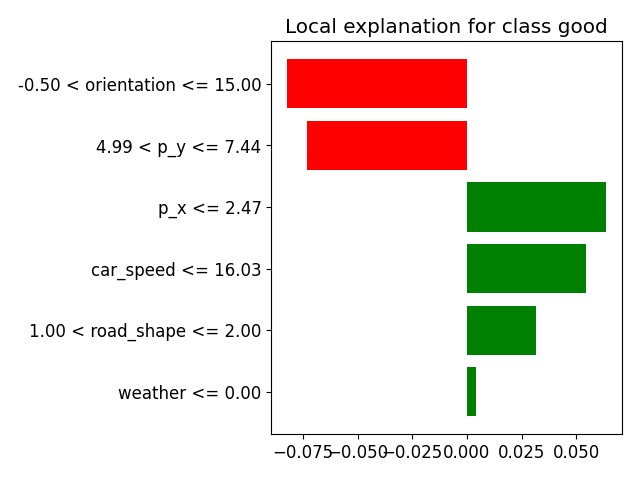 Local explanation for class good
-0.50 < orientation <= 15.00
4.99 < p_y <= 7.44
p_x <= 2.47
car_speed <= 16.03
1.00 < road_shape <= 2.00
weather <= 0.00
−0.075 −0.050 −0.025 0.000 0.025 0.050